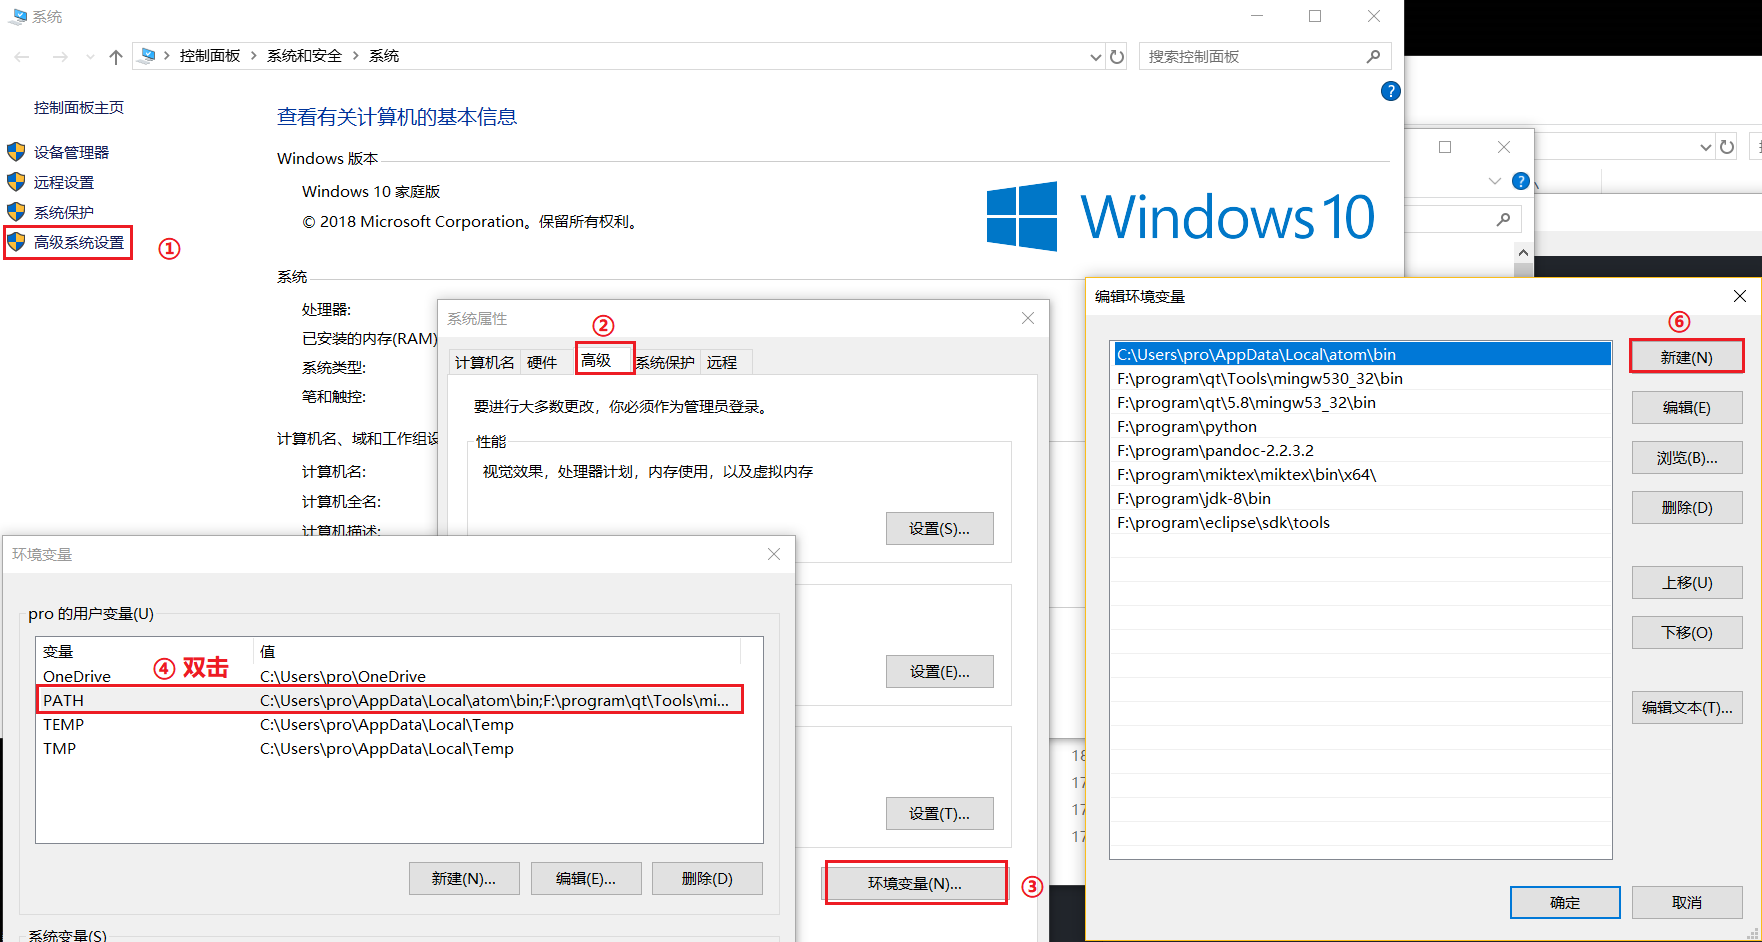 系统
控制面板 系统和安全 系统
搜索控制面板
控制面板主页
设备管理器
远程设置
系统保护
高级系统设置
①
查看有关计算机的基本信息
Windows 版本
Windows 10 家庭版
© 2018 Microsoft Corporation。保留所有权利。
Windows 10
系统
处理器:
已安装的内存(RAM)
系统类型:
笔和触控:
计算机名、域和工作组设
计算机名:
计算机全名:
计算机描述:
系统属性
②
计算机名 硬件 高级 系统保护 远程
要进行大多数更改，你必须作为管理员登录。
性能
视觉效果，处理器计划，内存使用，以及虚拟内存
设置(S)...
设置(E)...
设置(T)...
环境变量(N)...
③
环境变量
pro 的用户变量(U)
变量 值
④ 双击
OneDrive C:\Users\pro\OneDrive
PATH C:\Users\pro\AppData\Local\atom\bin;F:\program\qt\Tools\mi...
TEMP C:\Users\pro\AppData\Local\Temp
TMP C:\Users\pro\AppData\Local\Temp
新建(N)... 编辑(E)... 删除(D)
系统变量(S)
18
17
17
17
编辑环境变量
⑥
C:\Users\pro\AppData\Local\atom\bin
F:\program\qt\Tools\mingw530_32\bin
F:\program\qt\5.8\mingw53_32\bin
F:\program\python
F:\program\pandoc-2.2.3.2
F:\program\miktex\miktex\bin\x64\
F:\program\jdk-8\bin
F:\program\eclipse\sdk\tools
新建(N)
编辑(E)
浏览(B)...
删除(D)
上移(U)
下移(O)
编辑文本(T)...
确定 取消